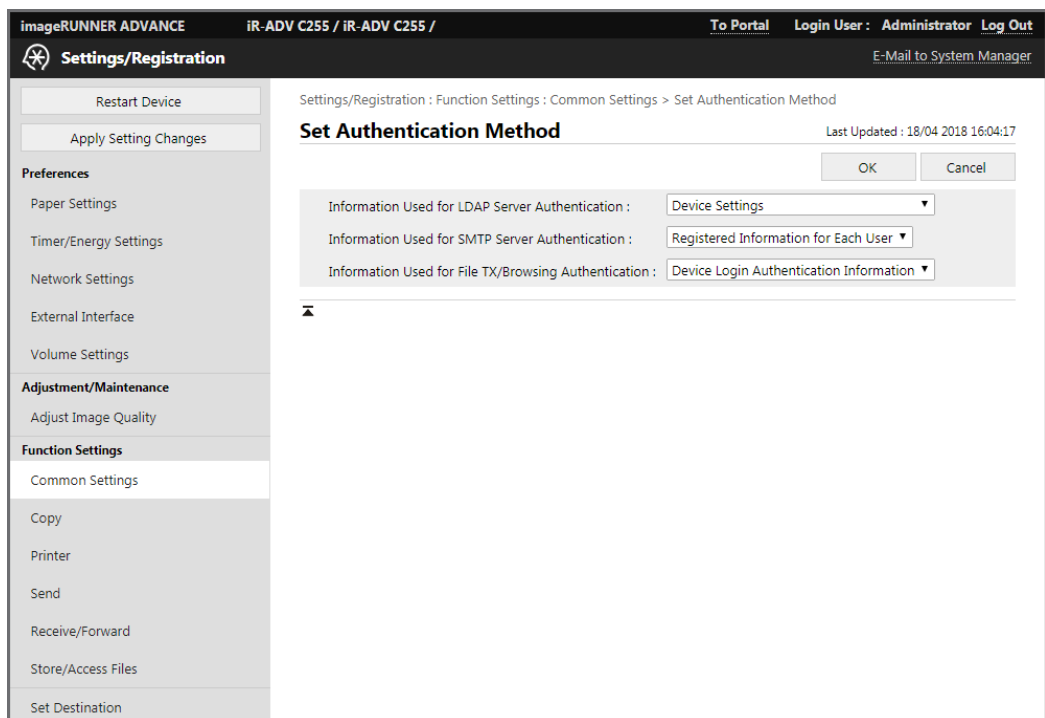 imageRUNNER ADVANCE iR-ADV C255 / iR-ADV C255 / To Portal Login User : Administrator Log Out
Settings/Registration E-Mail to System Manager
Restart Device
Apply Setting Changes
Preferences
Paper Settings
Timer/Energy Settings
Network Settings
External Interface
Volume Settings
Adjustment/Maintenance
Adjust Image Quality
Function Settings
Common Settings
Copy
Printer
Send
Receive/Forward
Store/Access Files
Set Destination
Settings/Registration : Function Settings : Common Settings > Set Authentication Method
Set Authentication Method Last Updated : 18/04 2018 16:04:17
OK Cancel
Information Used for LDAP Server Authentication : Device Settings
Information Used for SMTP Server Authentication : Registered Information for Each User
Information Used for File TX/Browsing Authentication : Device Login Authentication Information